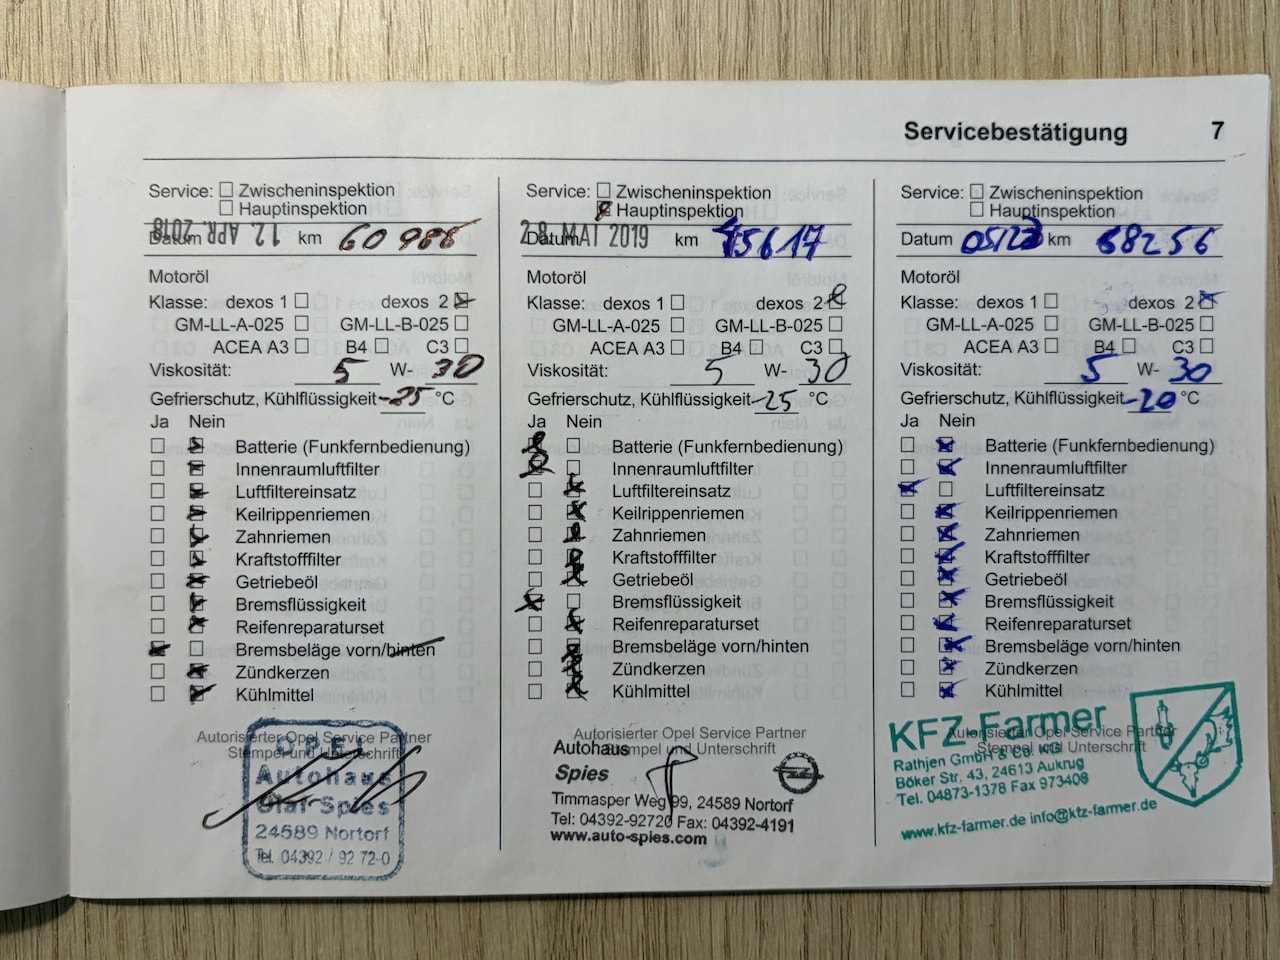 Servicebestätigung 7
Service: Zwischeninspektion
Hauptinspektion
Datum 12. APR. 2018 km 60 986
Motoröl
Klasse: dexos 1 dexos 2
GM-LL-A-025 GM-LL-B-025
ACEA A3 B4 C3
Viskosität: 5 W- 30
Gefrierschutz, Kühlflüssigkeit -25 °C
Ja Nein
Batterie (Funkfernbedienung)
Innenraumluftfilter
Luftfiltereinsatz
Keilrippenriemen
Zahnriemen
Kraftstofffilter
Getriebeöl
Bremsflüssigkeit
Reifenreparaturset
Bremsbeläge vorn/hinten
Zündkerzen
Kühlmittel
Autorisierter Opel Service Partner
Stempel und Unterschrift
OPEL
Autohaus
Olaf Spies
24589 Nortorf
Tel. 04392 / 92 72-0
Service: Zwischeninspektion
Hauptinspektion
Datum 28. MAI 2019 km 75617
Motoröl
Klasse: dexos 1 dexos 2
GM-LL-A-025 GM-LL-B-025
ACEA A3 B4 C3
Viskosität: 5 W- 30
Gefrierschutz, Kühlflüssigkeit -25 °C
Ja Nein
Batterie (Funkfernbedienung)
Innenraumluftfilter
Luftfiltereinsatz
Keilrippenriemen
Zahnriemen
Kraftstofffilter
Getriebeöl
Bremsflüssigkeit
Reifenreparaturset
Bremsbeläge vorn/hinten
Zündkerzen
Kühlmittel
Autorisierter Opel Service Partner
Stempel und Unterschrift
Autohaus
Spies
Timmasper Weg 99, 24589 Nortorf
Tel: 04392-92720 Fax: 04392-4191
www.auto-spies.com
Service: Zwischeninspektion
Hauptinspektion
Datum km 68256
Motoröl
Klasse: dexos 1 dexos 2
GM-LL-A-025 GM-LL-B-025
ACEA A3 B4 C3
Viskosität: 5 W- 30
Gefrierschutz, Kühlflüssigkeit -20 °C
Ja Nein
Batterie (Funkfernbedienung)
Innenraumluftfilter
Luftfiltereinsatz
Keilrippenriemen
Zahnriemen
Kraftstofffilter
Getriebeöl
Bremsflüssigkeit
Reifenreparaturset
Bremsbeläge vorn/hinten
Zündkerzen
Kühlmittel
Autorisierter Opel Service Partner
Stempel und Unterschrift
KFZ-Farmer
Rathjen GmbH & Co. KG
Böker Str. 43, 24613 Aukrug
Tel. 04873-1378 Fax 973408
www.kfz-farmer.de info@kfz-farmer.de